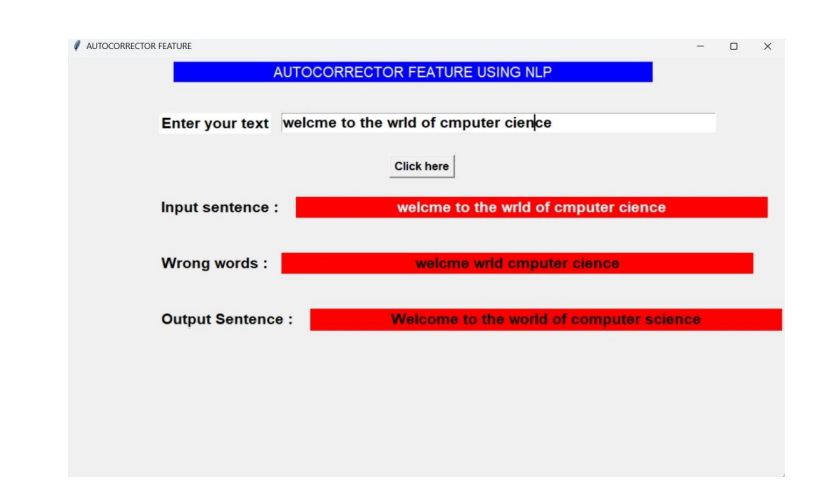 AUTOCORRECTOR FEATURE
AUTOCORRECTOR FEATURE USING NLP
Enter your text welcme to the wrld of cmputer cience
Click here
Input sentence : welcme to the wrld of cmputer cience
Wrong words : welcme wrld cmputer cience
Output Sentence : Welcome to the world of computer science